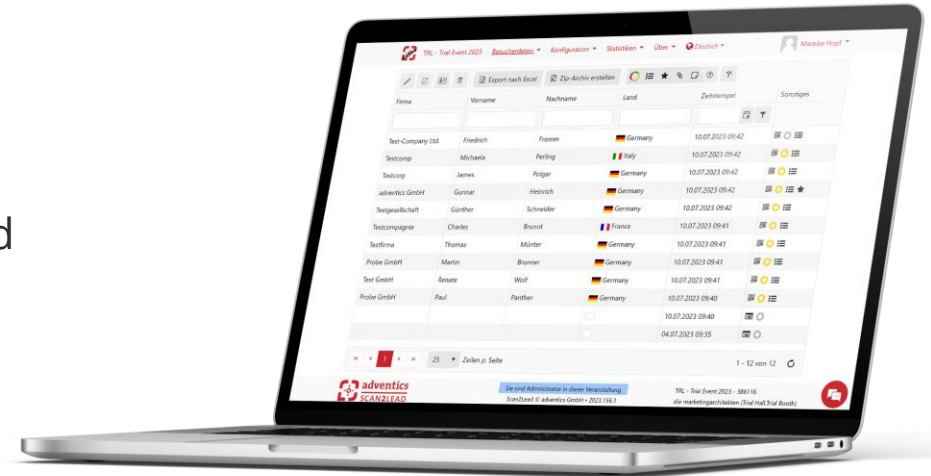 d
TRL - Trial Event 2023 Besucherdaten Konfiguration Statistiken Über Deutsch Mareike Hopf
Export nach Excel Zip-Archiv erstellen
Firma Vorname Nachname Land Zeitstempel Sonstiges
Test-Company Ltd. Friedrich Fromm Germany 10.07.2023 09:42
Testcomp Michaela Perling Italy 10.07.2023 09:42
Testcorp James Polgar Germany 10.07.2023 09:42
adventics GmbH Gunnar Heinrich Germany 10.07.2023 09:42
Testgesellschaft Günther Schneider Germany 10.07.2023 09:42
Testcompagnie Charles Brunot France 10.07.2023 09:41
Testfirma Thomas Münter Germany 10.07.2023 09:41
Probe GmbH Martin Brunner Germany 10.07.2023 09:41
Test GmbH Renate Wolf Germany 10.07.2023 09:41
Probe GmbH Paul Panther Germany 10.07.2023 09:40
10.07.2023 09:40
04.07.2023 09:35
1 25 Zeilen p. Seite 1 - 12 von 12
adventics
SCAN2LEAD
Sie sind Administrator in dieser Veranstaltung
Scan2Lead © adventics GmbH • 2023.156.1
TRL - Trial Event 2023 - 386116
die marketingarchitekten (Trial Hall.Trial Booth)